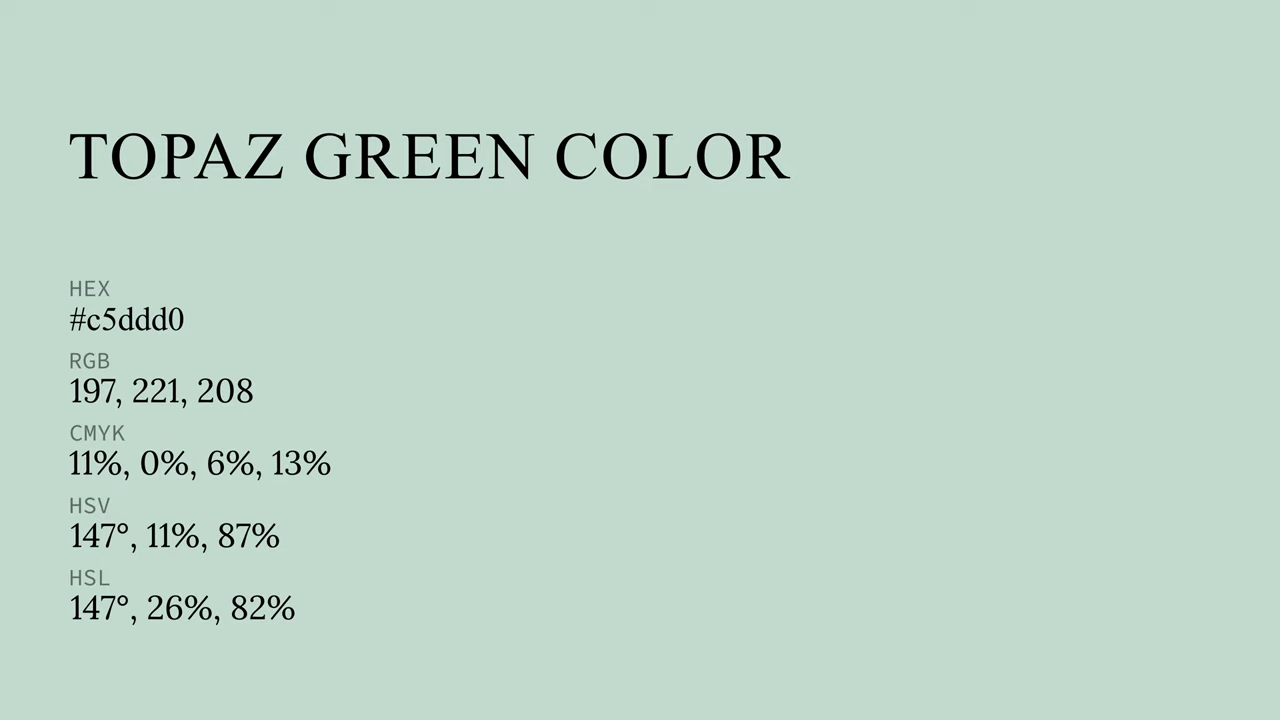 TOPAZ GREEN COLOR
HEX
#c5ddd0
RGB
197, 221, 208
CMYK
11%, 0%, 6%, 13%
HSV
147°, 11%, 87%
HSL
147°, 26%, 82%